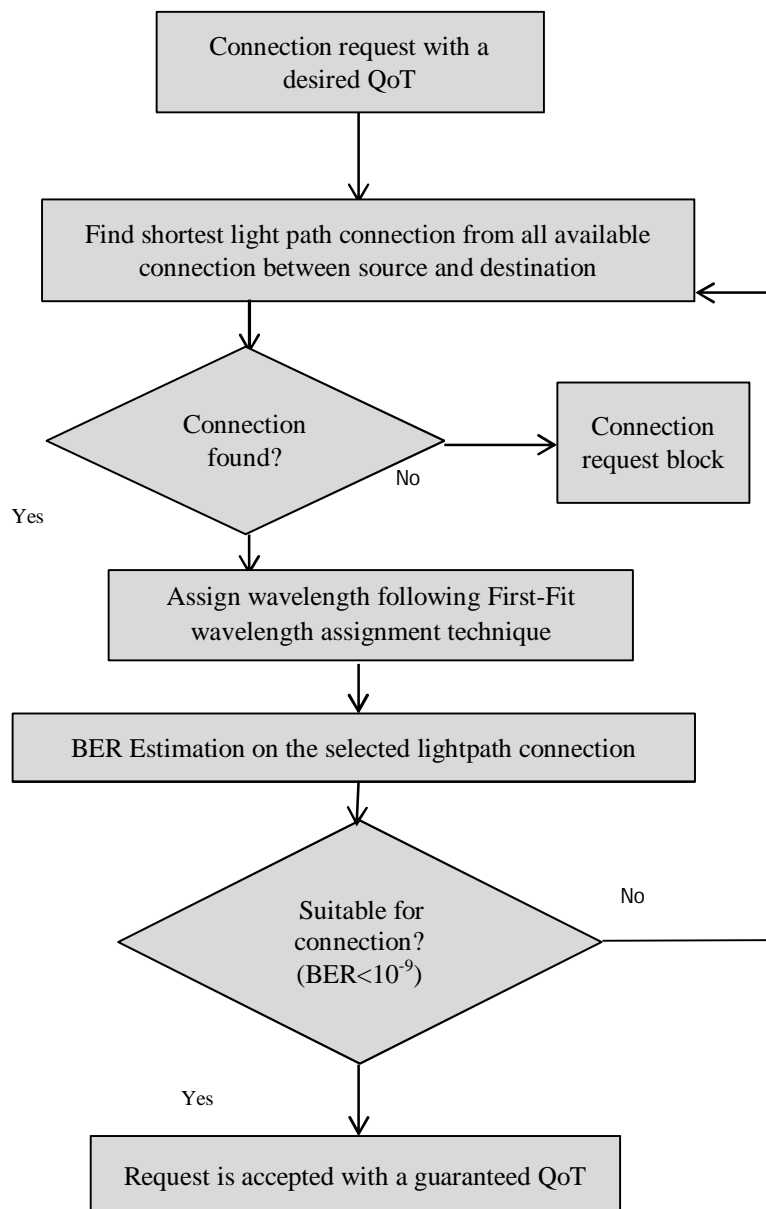 Connection request with a
desired QoT
Find shortest light path connection from all available
connection between source and destination
Connection
found?
No
Connection
request block
Yes
Assign wavelength following First-Fit
wavelength assignment technique
BER Estimation on the selected lightpath connection
Suitable for
connection?
(BER<10⁻⁹)
No
Yes
Request is accepted with a guaranteed QoT